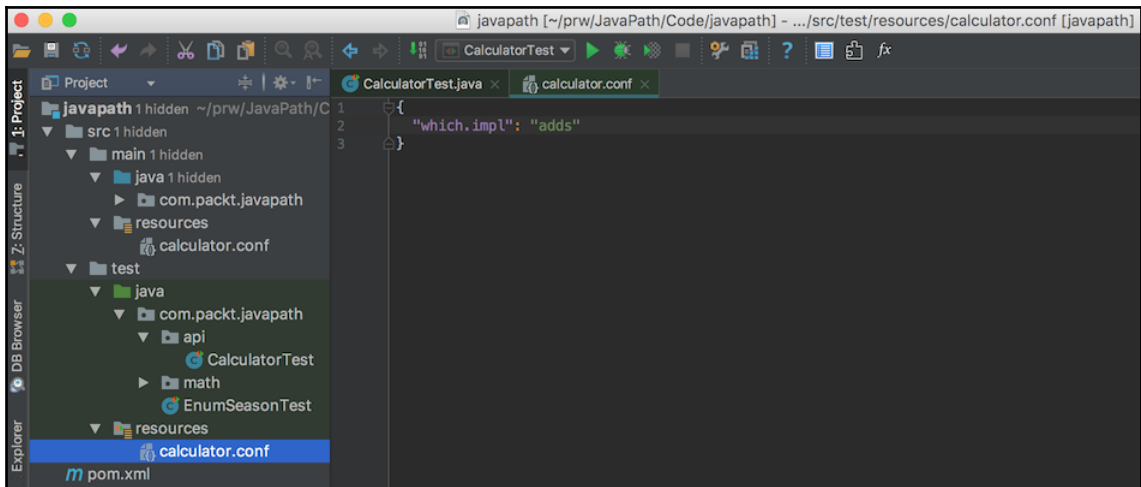 javapath [~/prw/JavaPath/Code/javapath] - .../src/test/resources/calculator.conf [javapath]
CalculatorTest
Project
CalculatorTest.java
calculator.conf
1: Project
Z: Structure
DB Browser
Explorer
javapath 1 hidden ~/prw/JavaPath/C
src 1 hidden
main 1 hidden
java 1 hidden
com.packt.javapath
resources
calculator.conf
test
java
com.packt.javapath
api
CalculatorTest
math
EnumSeasonTest
resources
calculator.conf
pom.xml
1 {
2 "which.impl": "adds"
3 }